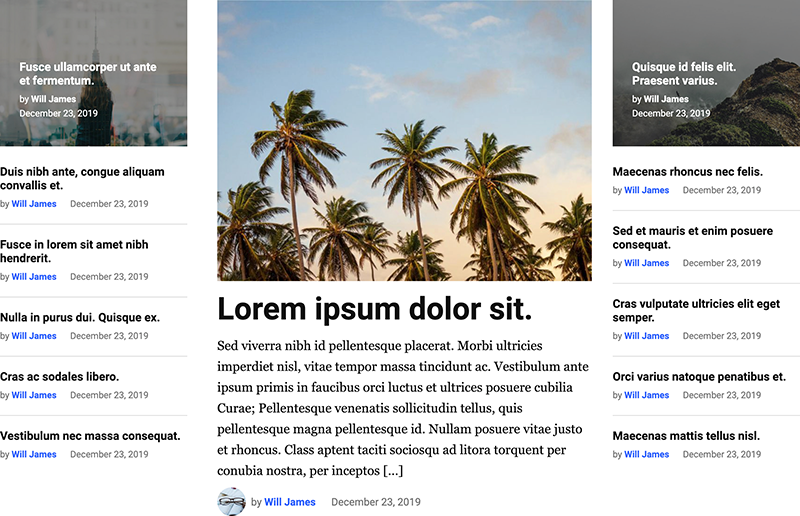 Fusce ullamcorper ut ante
et fermentum.
by Will James
December 23, 2019
Duis nibh ante, congue aliquam
convallis et.
by Will James December 23, 2019
Fusce in lorem sit amet nibh
hendrerit.
by Will James December 23, 2019
Nulla in purus dui. Quisque ex.
by Will James December 23, 2019
Cras ac sodales libero.
by Will James December 23, 2019
Vestibulum nec massa consequat.
by Will James December 23, 2019
Lorem ipsum dolor sit.
Sed viverra nibh id pellentesque placerat. Morbi ultricies
imperdiet nisl, vitae tempor massa tincidunt ac. Vestibulum ante
ipsum primis in faucibus orci luctus et ultrices posuere cubilia
Curae; Pellentesque venenatis sollicitudin tellus, quis
pellentesque magna pellentesque id. Nullam posuere vitae justo
et rhoncus. Class aptent taciti sociosqu ad litora torquent per
conubia nostra, per inceptos [...]
by Will James December 23, 2019
Quisque id felis elit.
Praesent varius.
by Will James
December 23, 2019
Maecenas rhoncus nec felis.
by Will James December 23, 2019
Sed et mauris et enim posuere
consequat.
by Will James December 23, 2019
Cras vulputate ultricies elit eget
semper.
by Will James December 23, 2019
Orci varius natoque penatibus et.
by Will James December 23, 2019
Maecenas mattis tellus nisl.
by Will James December 23, 2019